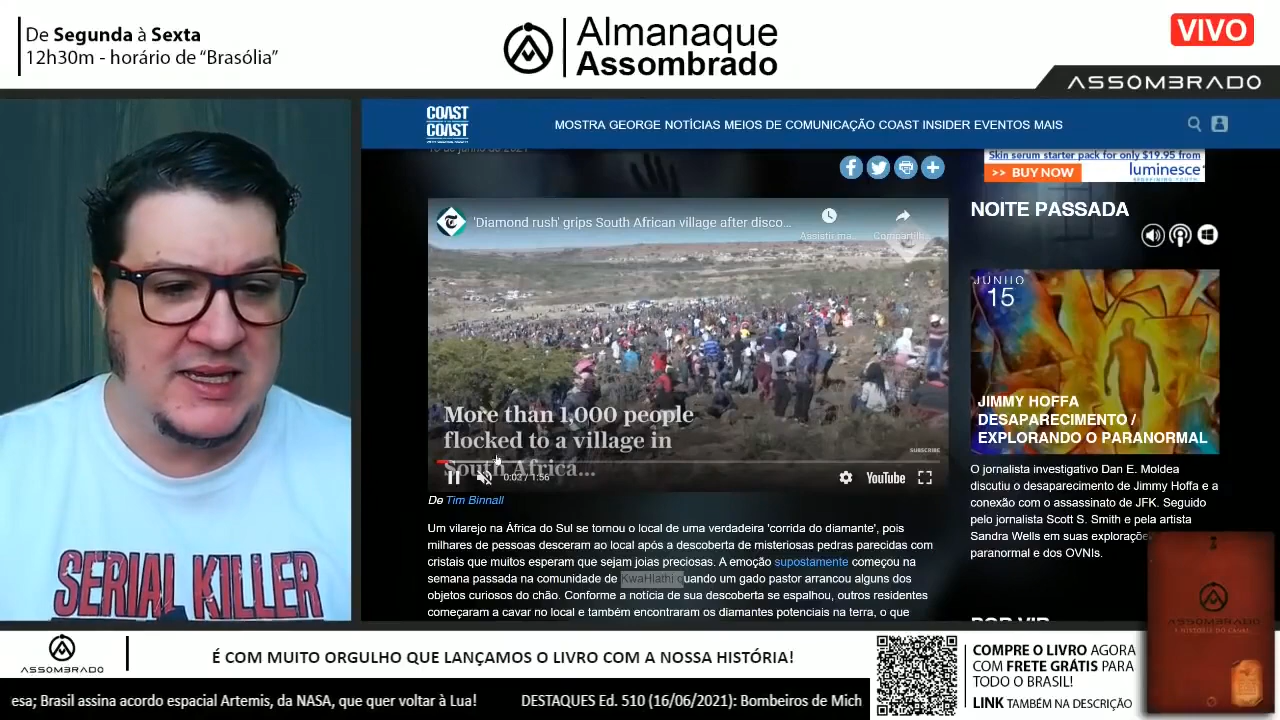 De Segunda à Sexta
12h30m - horário de “Brasólia”
Almanaque
Assombrado
VIVO
ASSOMBRADO
COAST
COAST
MOSTRA GEORGE NOTÍCIAS MEIOS DE COMUNICAÇÃO COAST INSIDER EVENTOS MAIS
'Diamond rush' grips South African village after disco...
Assistir ma...
Compartilh...
More than 1,000 people
flocked to a village in
South Africa...
SUBSCRIBE
0:03 / 1:56
YouTube
De Tim Binnall
Um vilarejo na África do Sul se tornou o local de uma verdadeira 'corrida do diamante', pois
milhares de pessoas desceram ao local após a descoberta de misteriosas pedras parecidas com
cristais que muitos esperam que sejam joias preciosas. A emoção supostamente começou na
semana passada na comunidade de KwaHlathi quando um gado pastor arrancou alguns dos
objetos curiosos do chão. Conforme a notícia de sua descoberta se espalhou, outros residentes
começaram a cavar no local e também encontraram os diamantes potenciais na terra, o que
Skin serum starter pack for only $19.95 from
>> BUY NOW
luminesce
NOITE PASSADA
JUNHO
15
JIMMY HOFFA
DESAPARECIMENTO /
EXPLORANDO O PARANORMAL
O jornalista investigativo Dan E. Moldea
discutiu o desaparecimento de Jimmy Hoffa e a
conexão com o assassinato de JFK. Seguido
pelo jornalista Scott S. Smith e pela artista
Sandra Wells em suas exploraçõe
paranormal e dos OVNIs.
SERIAL KILLER
ASSOMBRADO
ASSOMBRADO
É COM MUITO ORGULHO QUE LANÇAMOS O LIVRO COM A NOSSA HISTÓRIA!
COMPRE O LIVRO AGORA
COM FRETE GRÁTIS PARA
TODO O BRASIL!
LINK TAMBÉM NA DESCRIÇÃO
esa; Brasil assina acordo espacial Artemis, da NASA, que quer voltar à Lua!
DESTAQUES Ed. 510 (16/06/2021): Bombeiros de Mich